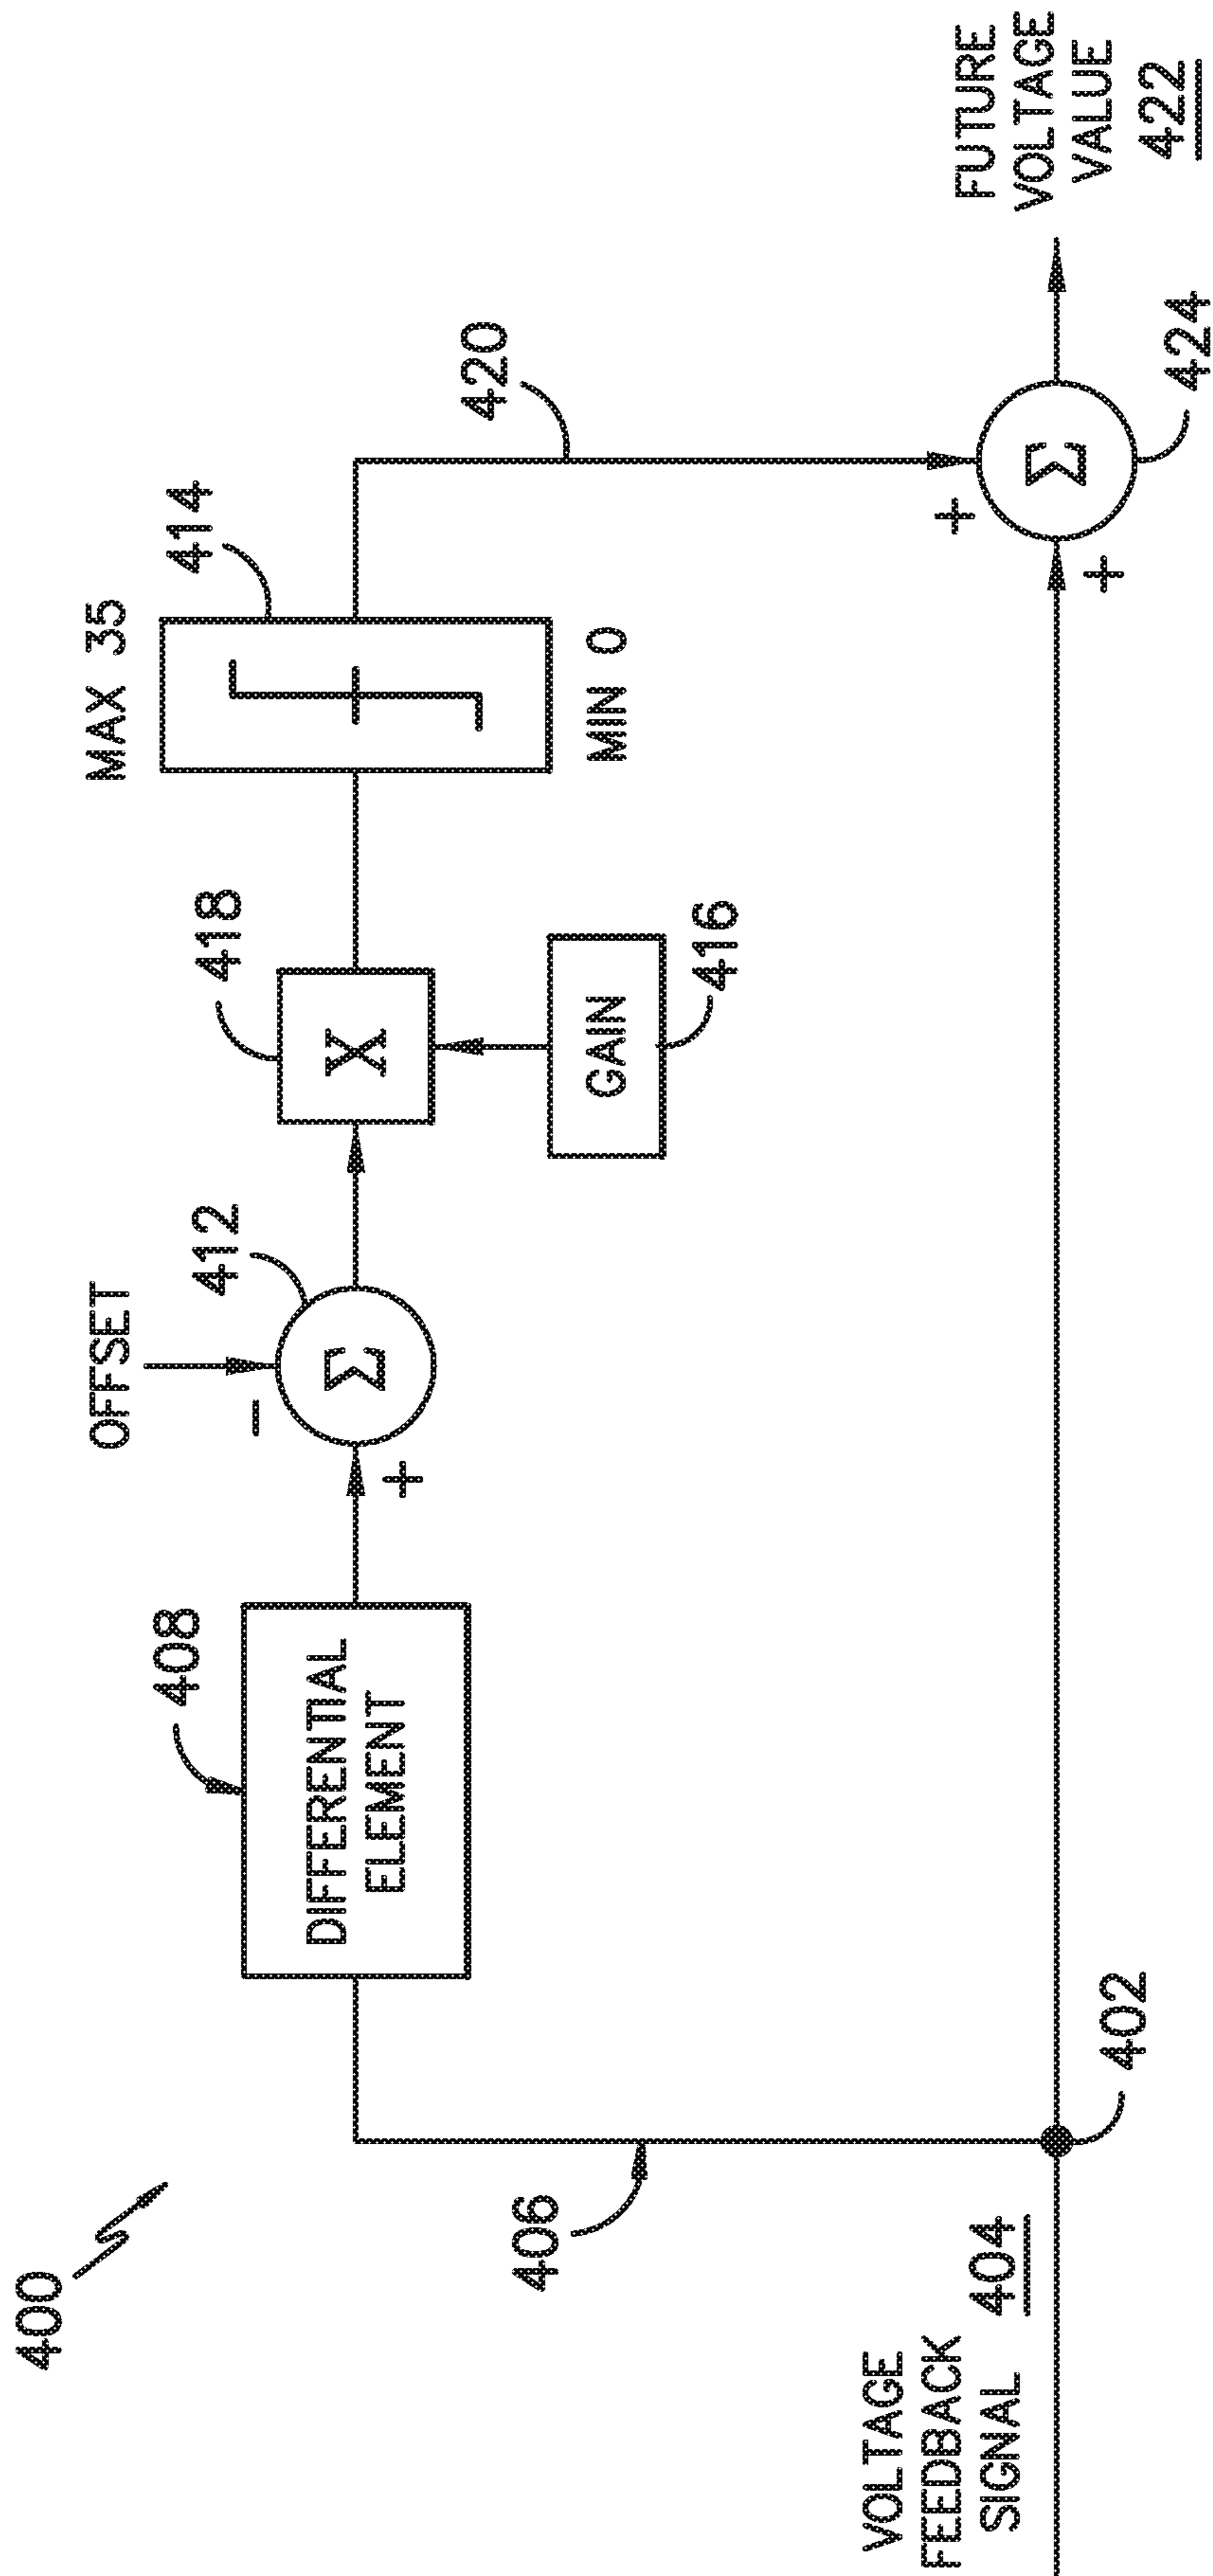 400
MAX 35
414
OFFSET
412
418
408
DIFFERENTIAL
ELEMENT
Σ
-
+
X
GAIN
416
MIN 0
420
406
VOLTAGE
FEEDBACK
SIGNAL
404
402
+
+
Σ
424
FUTURE
VOLTAGE
VALUE
422